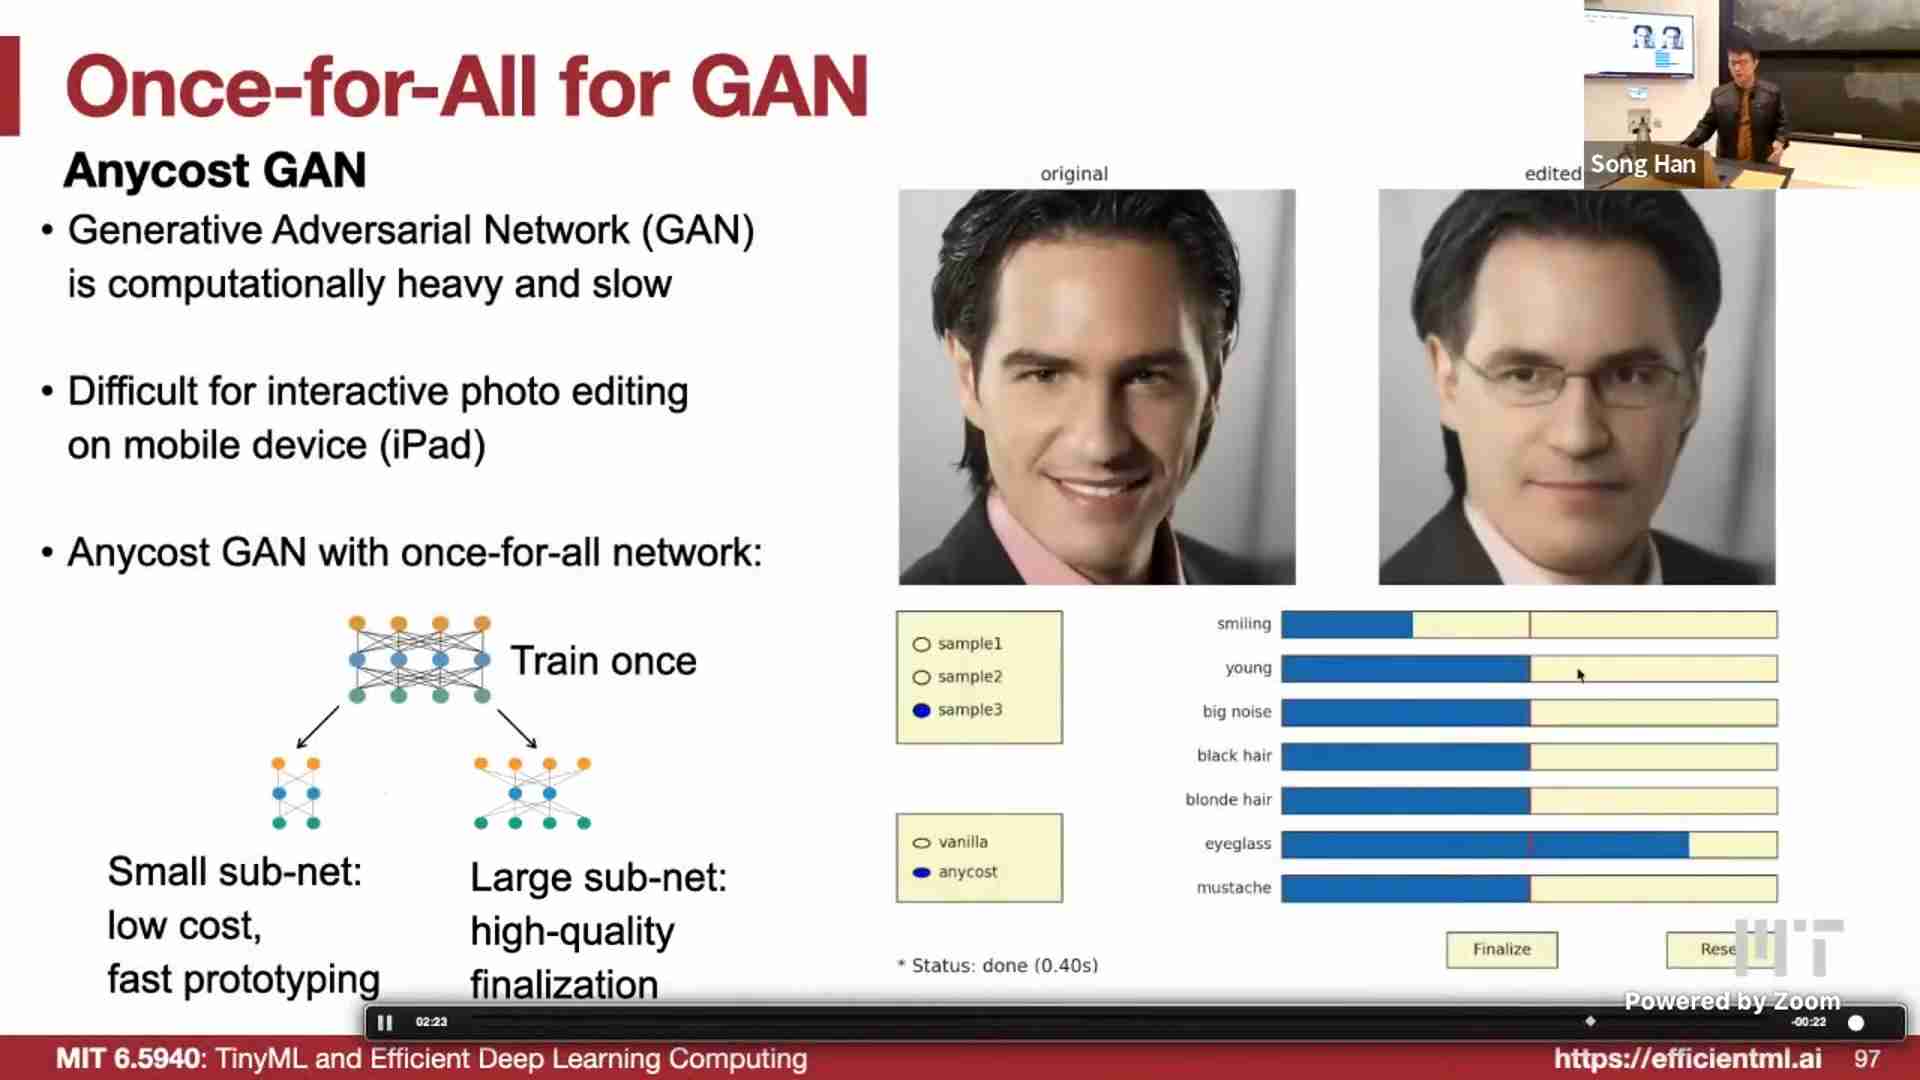 Once-for-All for GAN
Anycost GAN
• Generative Adversarial Network (GAN)
is computationally heavy and slow
• Difficult for interactive photo editing
on mobile device (iPad)
• Anycost GAN with once-for-all network:
Train once
Small sub-net:
low cost,
fast prototyping
Large sub-net:
high-quality
finalization
original
edited
Song Han
sample1
sample2
sample3
vanilla
anycost
smiling
young
big noise
black hair
blonde hair
eyeglass
mustache
* Status: done (0.40s)
Finalize
Rese
MIT
Powered by Zoom
02:23
-00:22
MIT 6.5940: TinyML and Efficient Deep Learning Computing
https://efficientml.ai
97